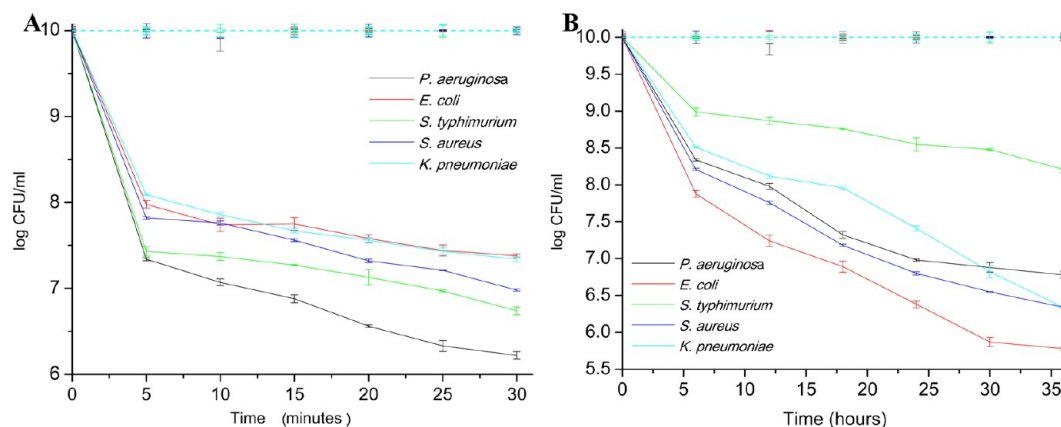 A
10
9
8
7
6
log CFU/ml
P. aeruginosa
E. coli
S. typhimurium
S. aureus
K. pneumoniae
0 5 10 15 20 25 30
Time (minutes )
B
10.0
9.5
9.0
8.5
8.0
7.5
7.0
6.5
6.0
5.5
log CFU/ml
P. aeruginosa
E. coli
S. typhimurium
S. aureus
K. pneumoniae
0 5 10 15 20 25 30 35
Time (hours)